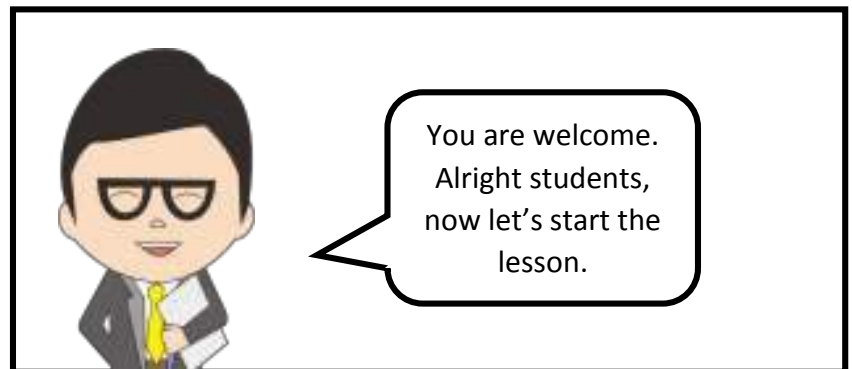 You are welcome.
Alright students,
now let’s start the
lesson.